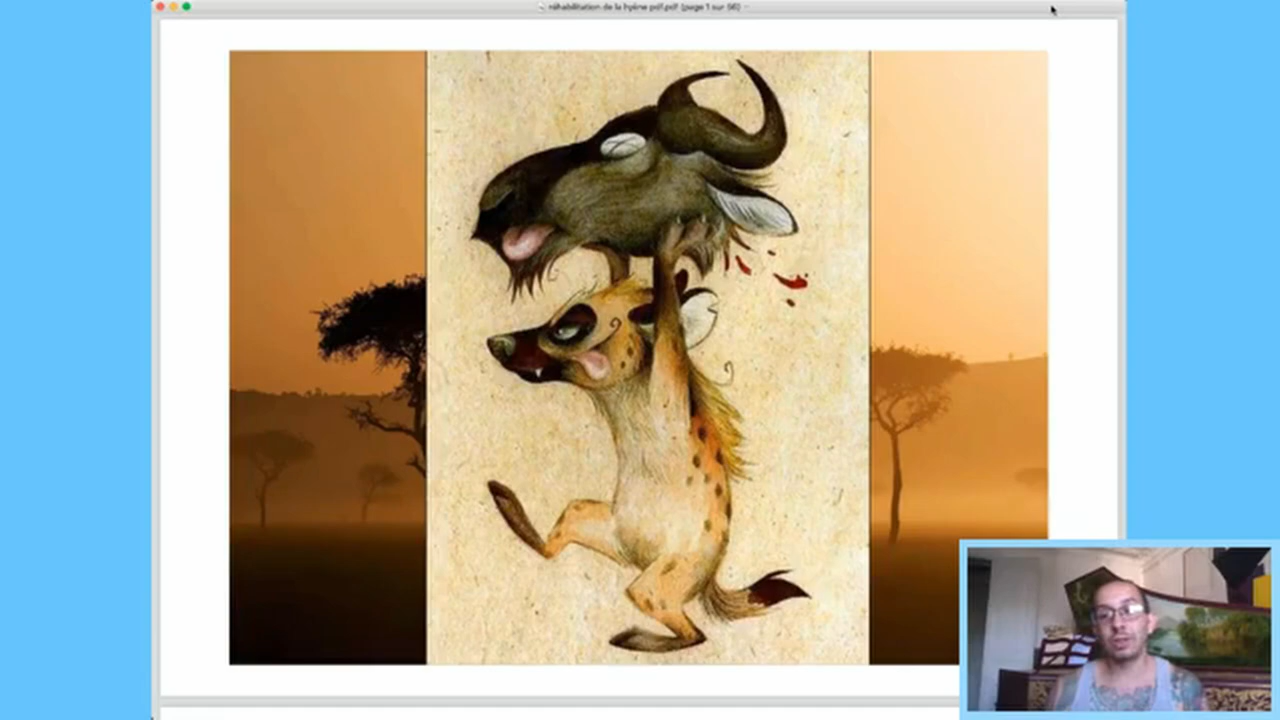 réhabilitation de la hyène pdf.pdf (page 1 sur 56)